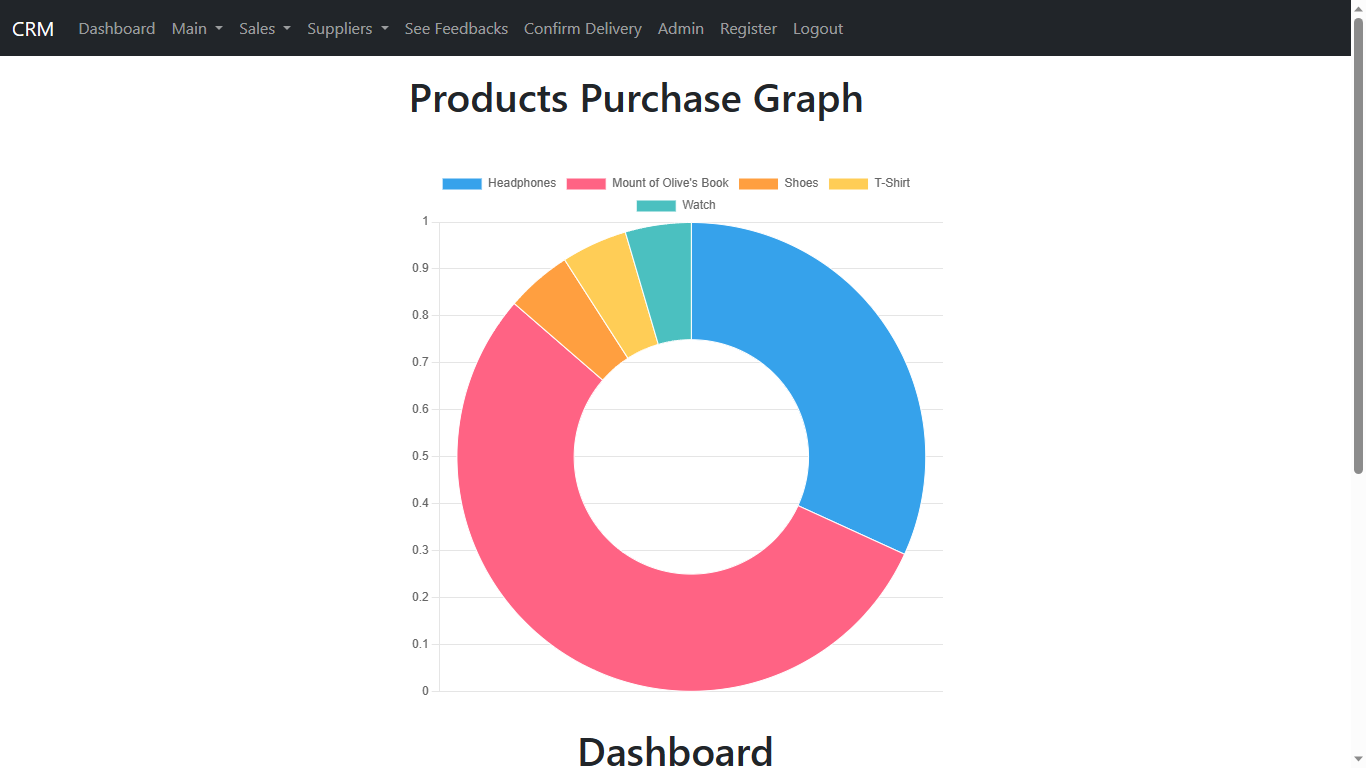 CRM Dashboard Main Sales Suppliers See Feedbacks Confirm Delivery Admin Register Logout
Products Purchase Graph
Headphones Mount of Olive's Book Shoes T-Shirt
Watch
1
0.9
0.8
0.7
0.6
0.5
0.4
0.3
0.2
0.1
0
Dashboard